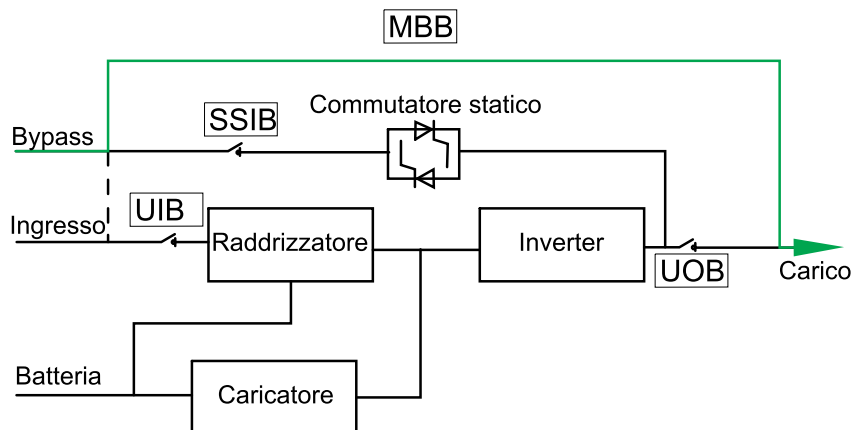 MBB
Commutatore statico
SSIB
Bypass
UIB
Ingresso
Raddrizzatore
Inverter
UOB
Carico
Batteria
Caricatore